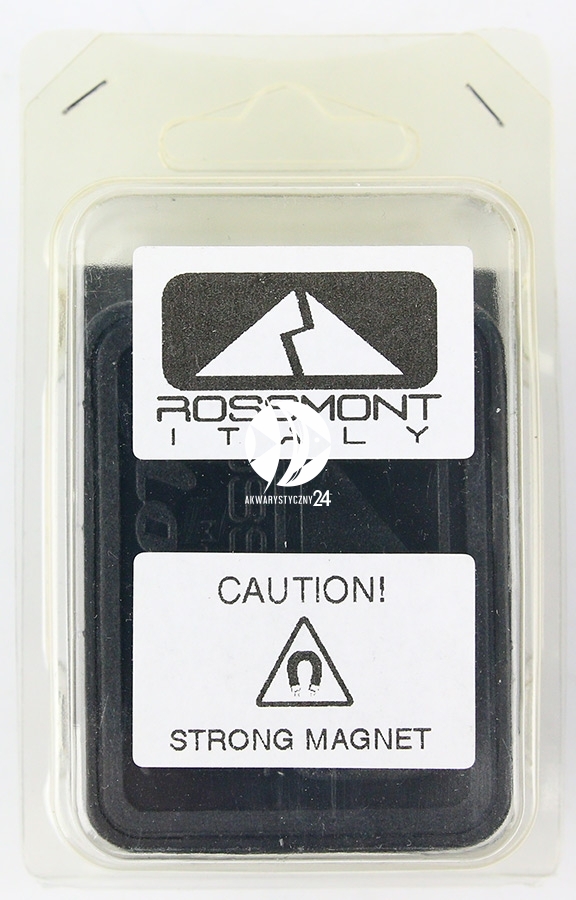 ROSSMONT
ITALY
AKWARYSTYCZNY24
CAUTION!
STRONG MAGNET